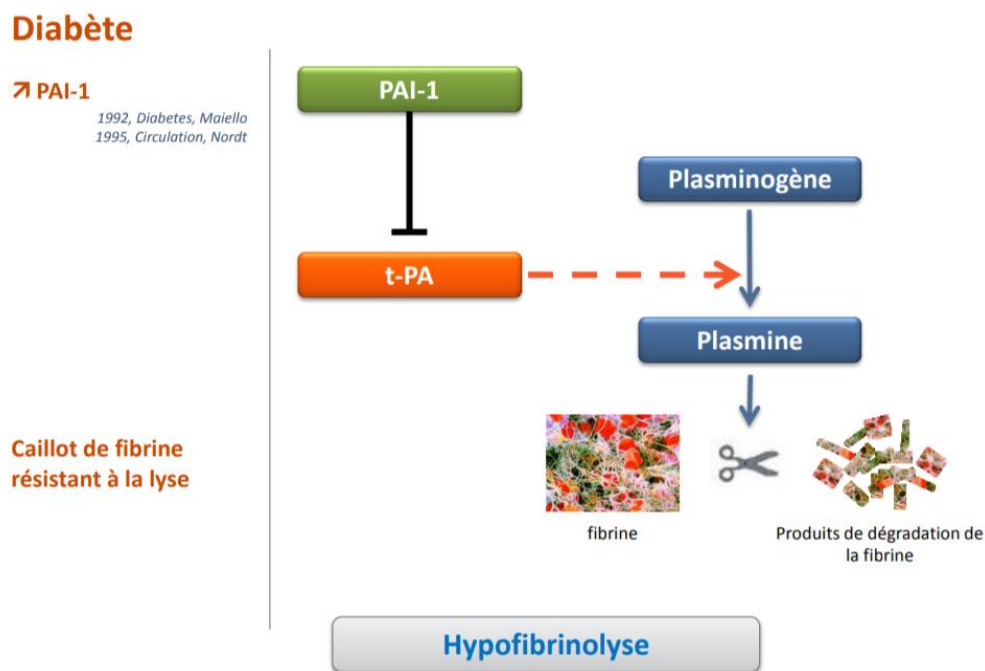 Diabète
↗ PAI-1
1992, Diabetes, Maiello
1995, Circulation, Nordt
PAI-1
Plasminogène
t-PA
Plasmine
Caillot de fibrine
résistant à la lyse
fibrine
Produits de dégradation de
la fibrine
Hypofibrinolyse